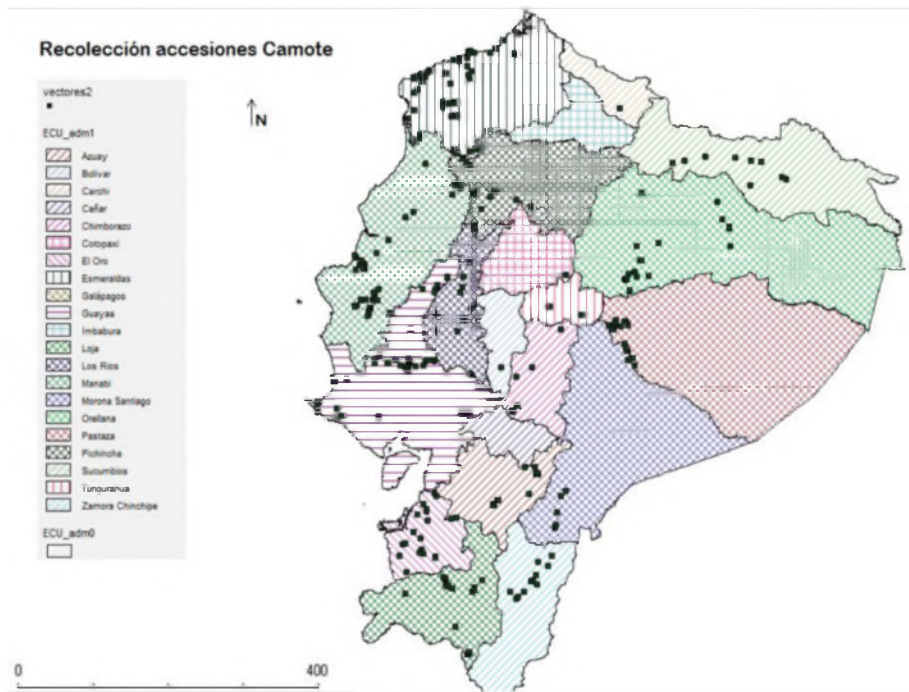 Recolección accesiones Camote
vectores2
N
ECU_adm1
Azuay
Bolivar
Carchi
Cañar
Chimborazo
Cotopaxi
El Oro
Esmeraldas
Galápagos
Guayas
Imbabura
Loja
Los Rios
Manabi
Morona Santiago
Orellana
Pastaza
Pichincha
Sucumbios
Tungurahua
Zamora Chinchipe
ECU_adm0
0 400